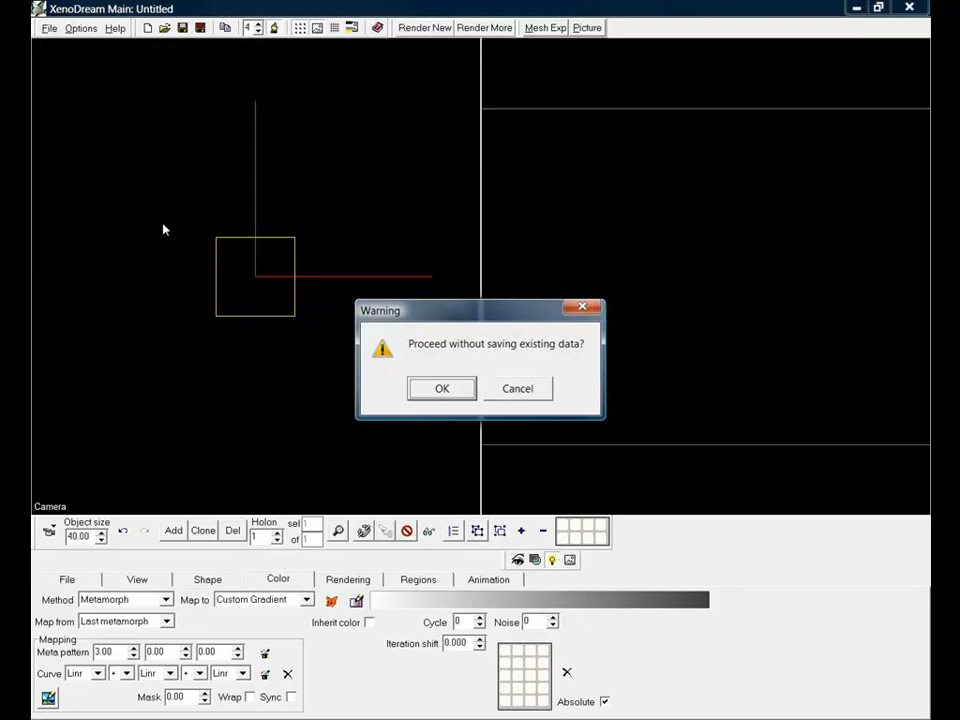 XenoDream Main: Untitled
File Options Help 4 Render New Render More Mesh Exp Picture
Warning
Proceed without saving existing data?
OK Cancel
Camera
Object size
40.00
Add Clone Del
Holon
1
sel 1
of 1
File View Shape Color Rendering Regions Animation
Method Metamorph Map to Custom Gradient
Map from Last metamorph Inherit color Cycle 0 Noise 0
Mapping
Iteration shift 0.000
Meta pattern 3.00 0.00 0.00
Curve Linr + Linr + Linr
Mask 0.00 Wrap Sync
Absolute